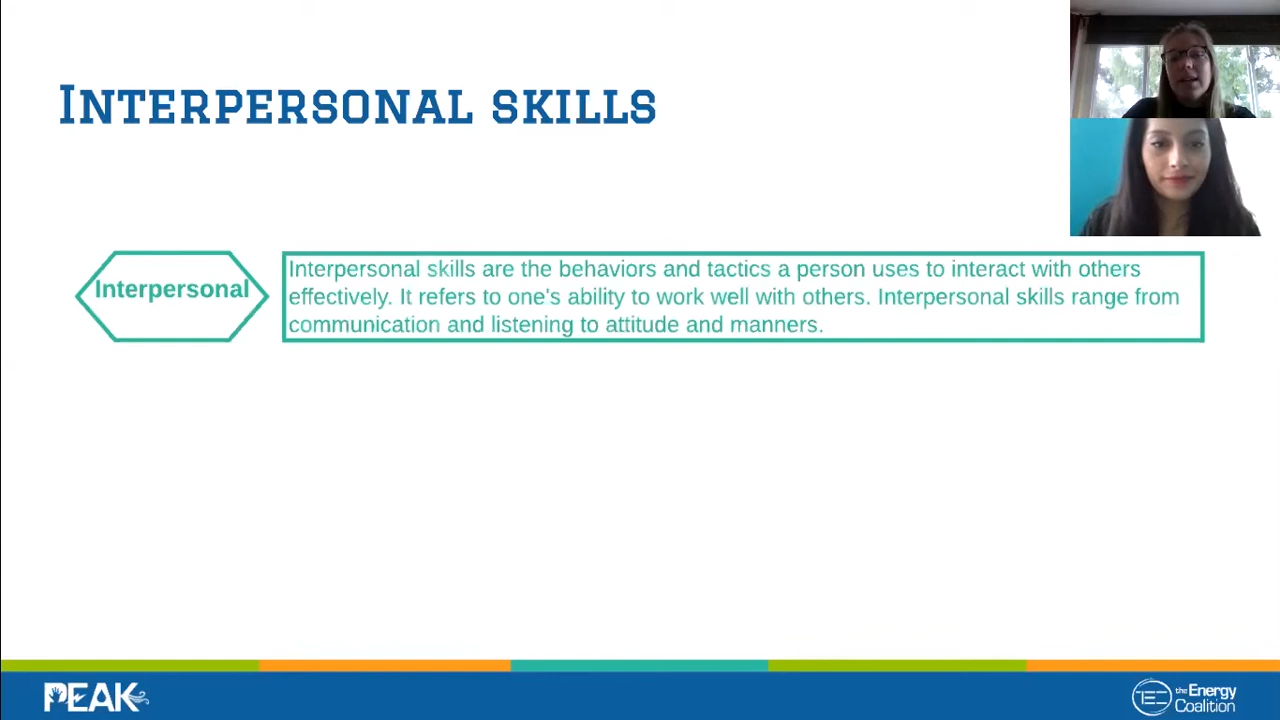 INTERPERSONAL SKILLS
Interpersonal
Interpersonal skills are the behaviors and tactics a person uses to interact with others
effectively. It refers to one's ability to work well with others. Interpersonal skills range from
communication and listening to attitude and manners.
PEAK
TEC
the Energy
Coalition